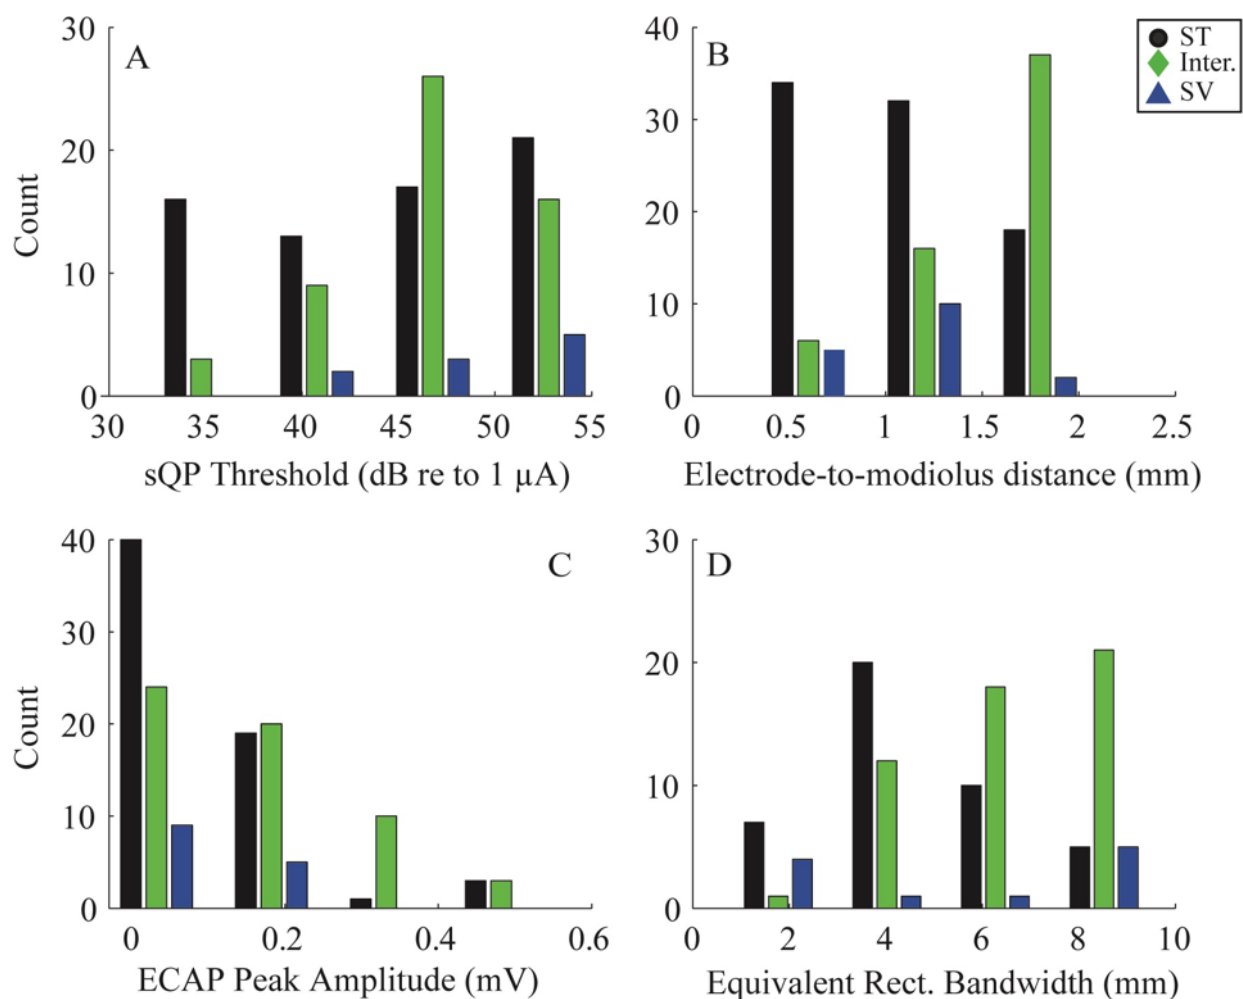 30
A
20
Count
10
0
30 35 40 45 50 55
sQP Threshold (dB re to 1 µA)
40
B
30
20
10
0
0 0.5 1 1.5 2 2.5
Electrode-to-modiolus distance (mm)
ST
Inter.
SV
40
C
30
20
Count
10
0
0 0.2 0.4 0.6
ECAP Peak Amplitude (mV)
30
D
20
10
0
0 2 4 6 8 10
Equivalent Rect. Bandwidth (mm)